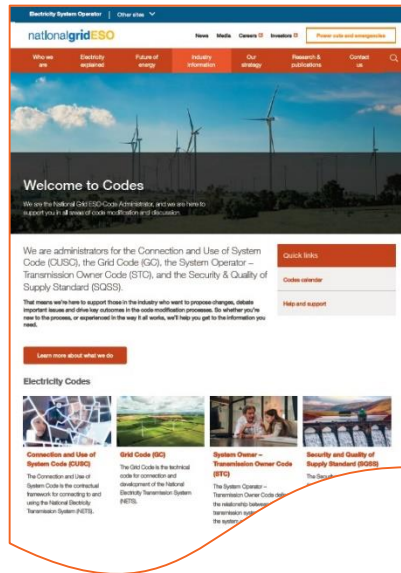 Electricity System Operator
Other sites
nationalgridESO
News Media Careers Investors
Power cuts and emergencies
Who we are
Electricity explained
Future of energy
Industry information
Our strategy
Research & publications
Contact us
Welcome to Codes
We are the National Grid ESO Code Administrator, and we are here to
support you in all areas of code modification and discussion
We are administrators for the Connection and Use of System
Code (CUSC), the Grid Code (GC), the System Operator –
Transmission Owner Code (STC), and the Security & Quality of
Supply Standard (SQSS).
That means we're here to support those in the industry who want to propose changes, debate
important issues and drive key outcomes in the code modification processes. So whether you're
new to the process, or experienced in the way it all works, we'll help you get to the information you
need.
Quick links
Codes calendar
Help and support
Learn more about what we do
Electricity Codes
Connection and Use of
System Code (CUSC)
The Connection and Use of
System Code is the contractual
framework for connecting to and
using the National Electricity
Transmission System (NETS).
Grid Code (GC)
The Grid Code is the technical
code for connection and
development of the National
Electricity Transmission System
(NETS).
System Owner –
Transmission Owner Code
(STC)
The System Operator –
Transmission Owner Code
the relationship between
transmission
the system
Security and Quality of
Supply Standard (SQSS)
The